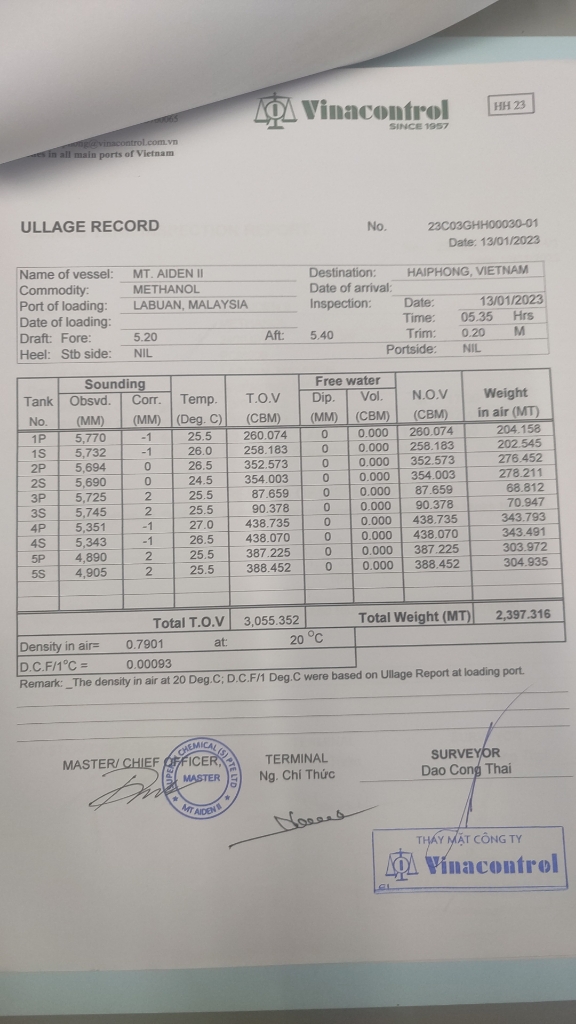 Vinacontrol
SINCE 1957
HH 23
@vinacontrol.com.vn
in all main ports of Vietnam
ULLAGE RECORD No. 23C03GHH00030-01
Date: 13/01/2023
Name of vessel: MT. AIDEN II Destination: HAIPHONG, VIETNAM
Commodity: METHANOL Date of arrival:
Port of loading: LABUAN, MALAYSIA Inspection: Date: 13/01/2023
Date of loading: Time: 05.35 Hrs
Draft: Fore: 5.20 Aft: 5.40 Trim: 0.20 M
Heel: Stb side: NIL Portside: NIL
Sounding Free water
Tank Obsvd. Corr. Temp. T.O.V Dip. Vol. N.O.V Weight
No. (MM) (MM) (Deg. C) (CBM) (MM) (CBM) (CBM) in air (MT)
1P 5,770 -1 25.5 260.074 0 0.000 260.074 204.158
1S 5,732 -1 26.0 258.183 0 0.000 258.183 202.545
2P 5,694 0 26.5 352.573 0 0.000 352.573 276.452
2S 5,690 0 24.5 354.003 0 0.000 354.003 278.211
3P 5,725 2 25.5 87.659 0 0.000 87.659 68.812
3S 5,745 2 25.5 90.378 0 0.000 90.378 70.947
4P 5,351 -1 27.0 438.735 0 0.000 438.735 343.793
4S 5,343 -1 26.5 438.070 0 0.000 438.070 343.491
5P 4,890 2 25.5 387.225 0 0.000 387.225 303.972
5S 4,905 2 25.5 388.452 0 0.000 388.452 304.935
Total T.O.V 3,055.352 Total Weight (MT) 2,397.316
Density in air= 0.7901 at: 20 °C
D.C.F/1°C = 0.00093
Remark: _The density in air at 20 Deg.C; D.C.F/1 Deg.C were based on Ullage Report at loading port.
MASTER/ CHIEF OFFICER, TERMINAL SURVEYOR
Ng. Chí Thức Dao Cong Thai
CHEMICAL (S) PTE LTD
MASTER
MT AIDEN II
THAY MẶT CÔNG TY
Vinacontrol